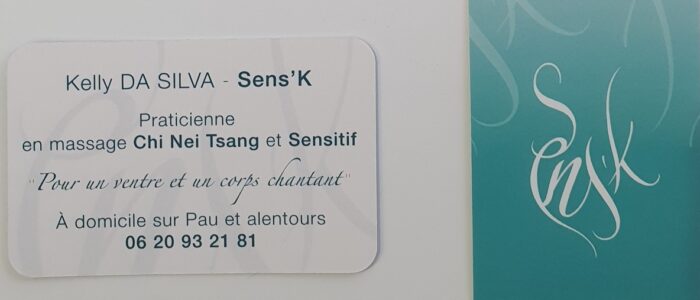 Kelly DA SILVA - Sens'K
Praticienne
en massage Chi Nei Tsang et Sensitif
"Pour un ventre et un corps chantant"
À domicile sur Pau et alentours
06 20 93 21 81
Sens'K